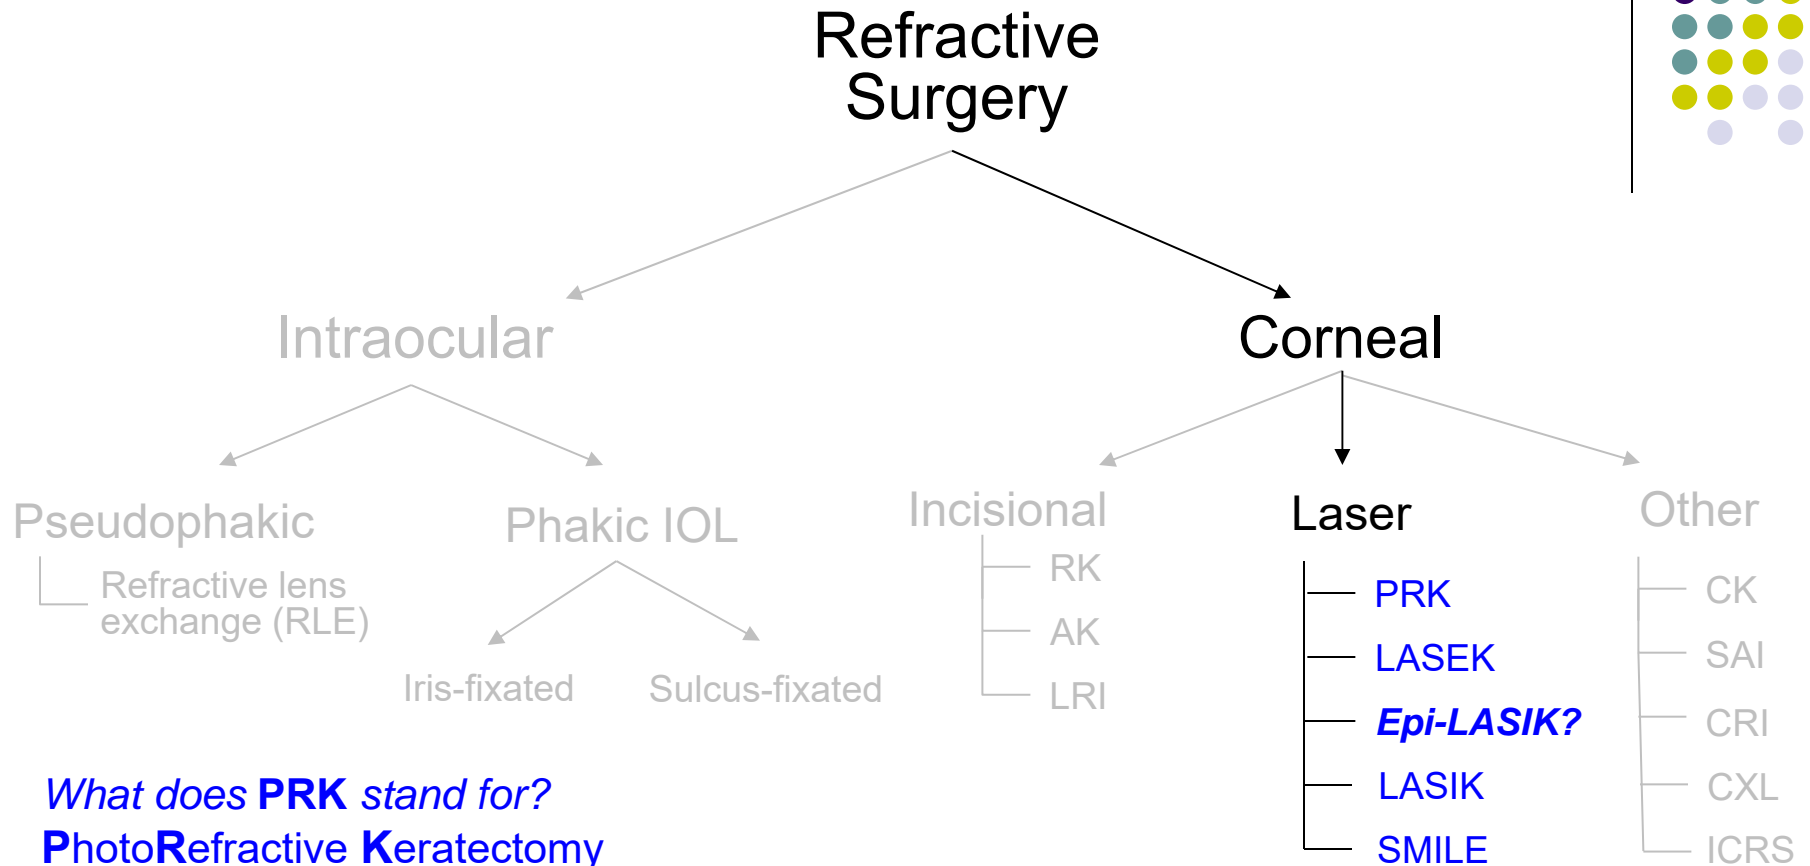 Refractive
Surgery
Intraocular
Corneal
Pseudophakic
Refractive lens
exchange (RLE)
Phakic IOL
Iris-fixated
Sulcus-fixated
Incisional
RK
AK
LRI
Laser
PRK
LASEK
Epi-LASIK?
LASIK
SMILE
Other
CK
SAI
CRI
CXL
ICRS
What does PRK stand for?
PhotoRefractive Keratectomy